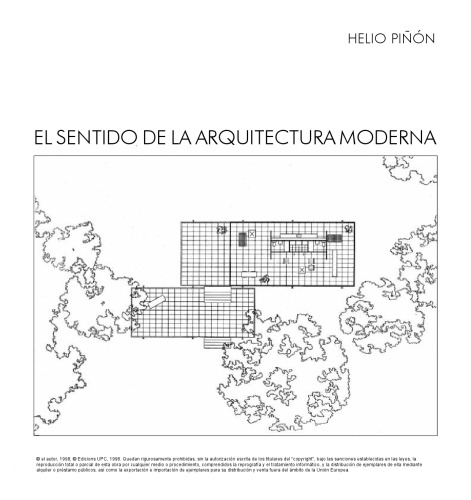 HELIO PIÑÓN
EL SENTIDO DE LA ARQUITECTURA MODERNA
© el autor, 1998; © Edicions UPC, 1998. Quedan rigurosamente prohibidas, sin la autorización escrita de los titulares del "copyright", bajo las sanciones establecidas en las leyes, la
reproducción total o parcial de esta obra por cualquier medio o procedimiento, comprendidos la reprografía y el tratamiento informático, y la distribución de ejemplares de ella mediante
alquiler o préstamo públicos, así como la exportación e importación de ejemplares para su distribución y venta fuera del ámbito de la Unión Europea.